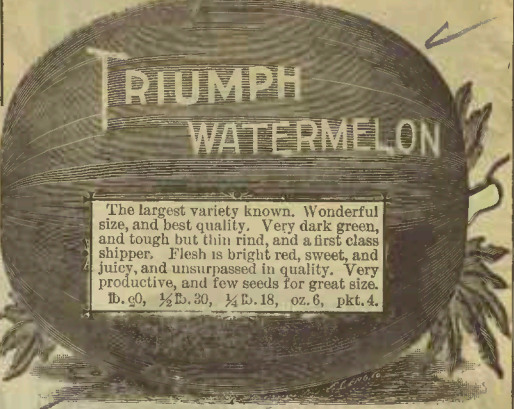 TRIUMPH
WATERMELON
The largest variety known. Wonderful
size, and best quality. Very dark green,
and tough but thin rind, and a first class
shipper. Flesh is bright red, sweet, and
juicy, and unsurpassed in quality. Very
productive, and few seeds for great size.
lb. 90, ½ lb. 30, ¼ lb. 18, oz. 6, pkt. 4.